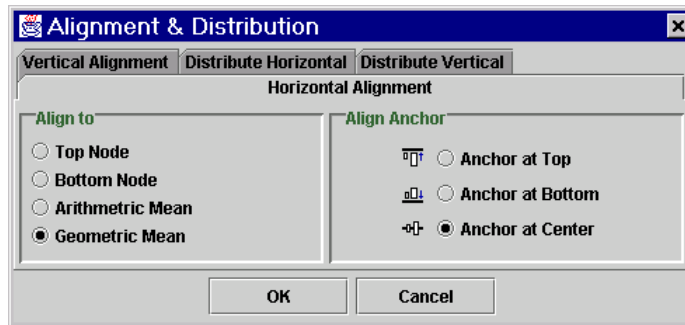 Alignment & Distribution
Vertical Alignment Distribute Horizontal Distribute Vertical
Horizontal Alignment
Align to
Top Node
Bottom Node
Arithmetric Mean
Geometric Mean
Align Anchor
Anchor at Top
Anchor at Bottom
Anchor at Center
OK Cancel